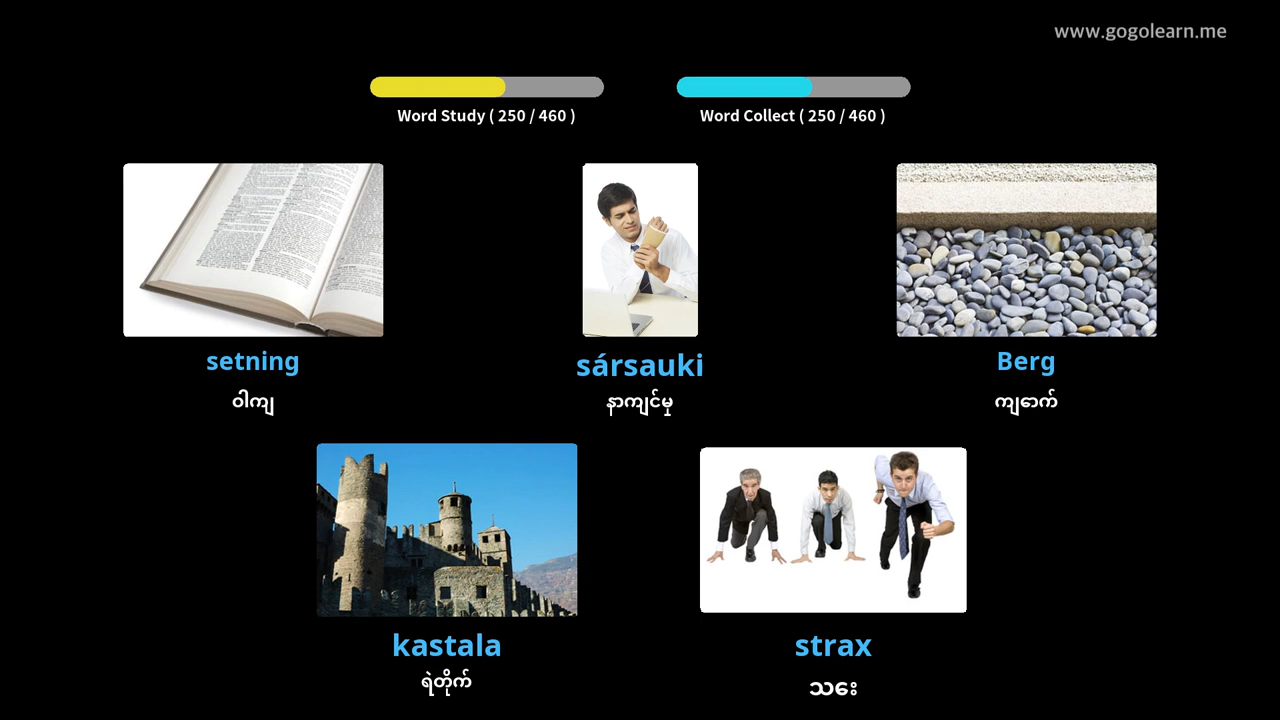 www.gogolearn.me
Word Study ( 250 / 460 )
Word Collect ( 250 / 460 )
setning
ဝါကျ
sársauki
နာကျင်မှု
Berg
ကျောက်
kastala
ရဲတိုက်
strax
သေး